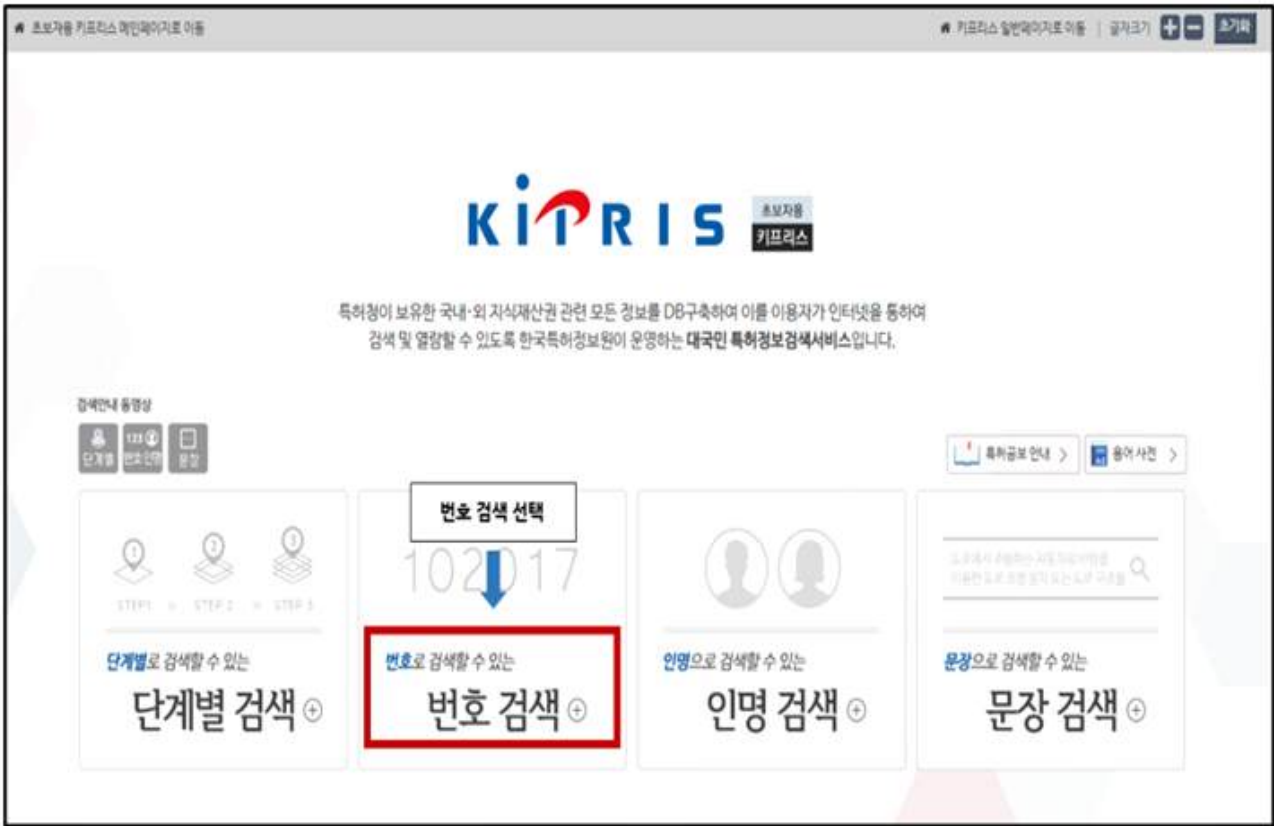 초보자용 키프리스 메인페이지로 이동
키프리스 일반페이지로 이동 | 글자크기 + − 초기화
KIPRIS 초보자용 키프리스
특허청이 보유한 국내·외 지식재산권 관련 모든 정보를 DB구축하여 이를 이용자가 인터넷을 통하여
검색 및 열람할 수 있도록 한국특허정보원이 운영하는 대국민 특허정보검색서비스입니다.
검색안내 동영상
단계별
123
번호 인명
문장
특허공보 안내 >
용어 사전 >
번호 검색 선택
1 2 3
STEP1 > STEP 2 > STEP 3
단계별로 검색할 수 있는
단계별 검색
102017
번호로 검색할 수 있는
번호 검색
인명으로 검색할 수 있는
인명 검색
문장으로 검색할 수 있는
문장 검색